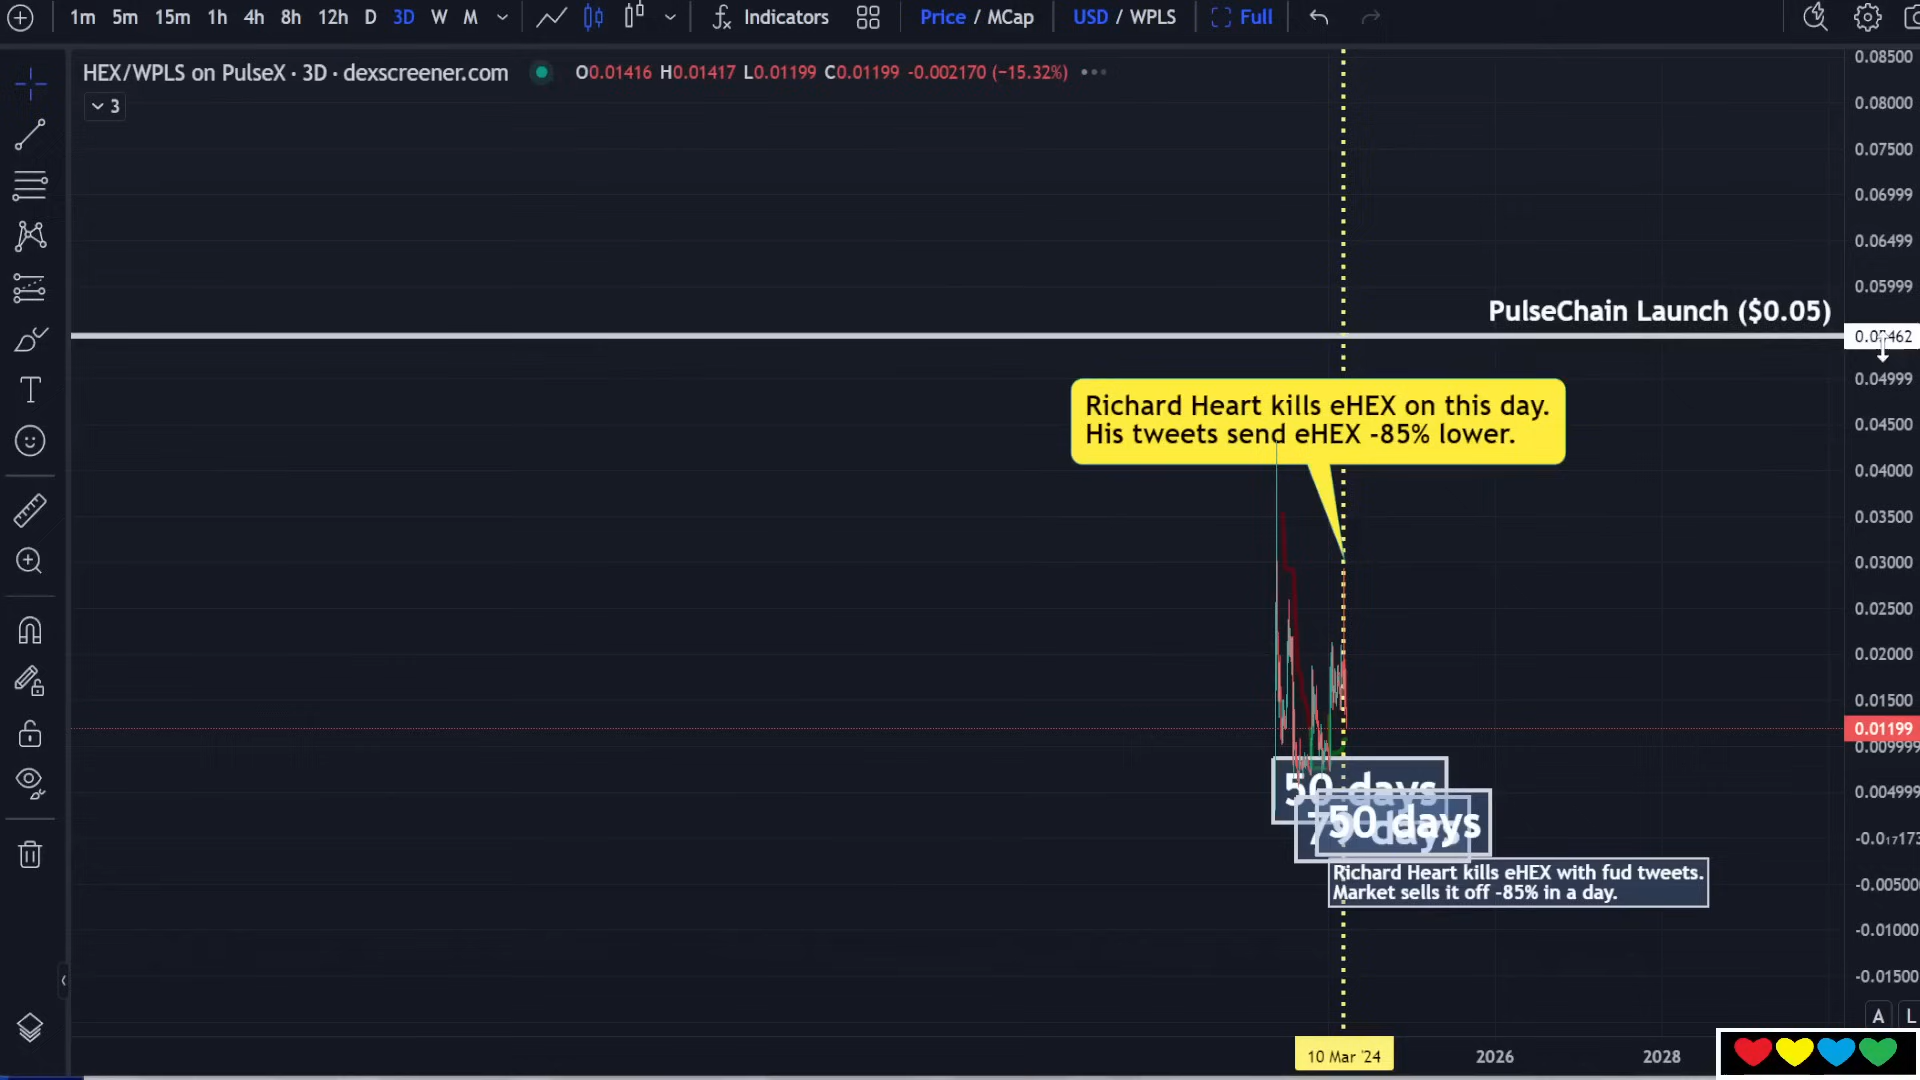 1m 5m 15m 1h 4h 8h 12h D 3D W M Indicators Price / MCap USD / WPLS Full
HEX/WPLS on PulseX · 3D · dexscreener.com O0.01416 H0.01417 L0.01199 C0.01199 -0.002170 (−15.32%)
3
0.08500
0.08000
0.07500
0.06999
0.06499
0.05999
PulseChain Launch ($0.05)
0.04999
Richard Heart kills eHEX on this day.
His tweets send eHEX -85% lower.
0.04500
0.04000
0.03500
0.03000
0.02500
0.02000
0.01500
0.01199
0.009999
50 days
0.004999
50 days
Richard Heart kills eHEX with fud tweets.
Market sells it off -85% in a day.
-0.00500
-0.01000
-0.01500
A L
10 Mar '24 2026 2028